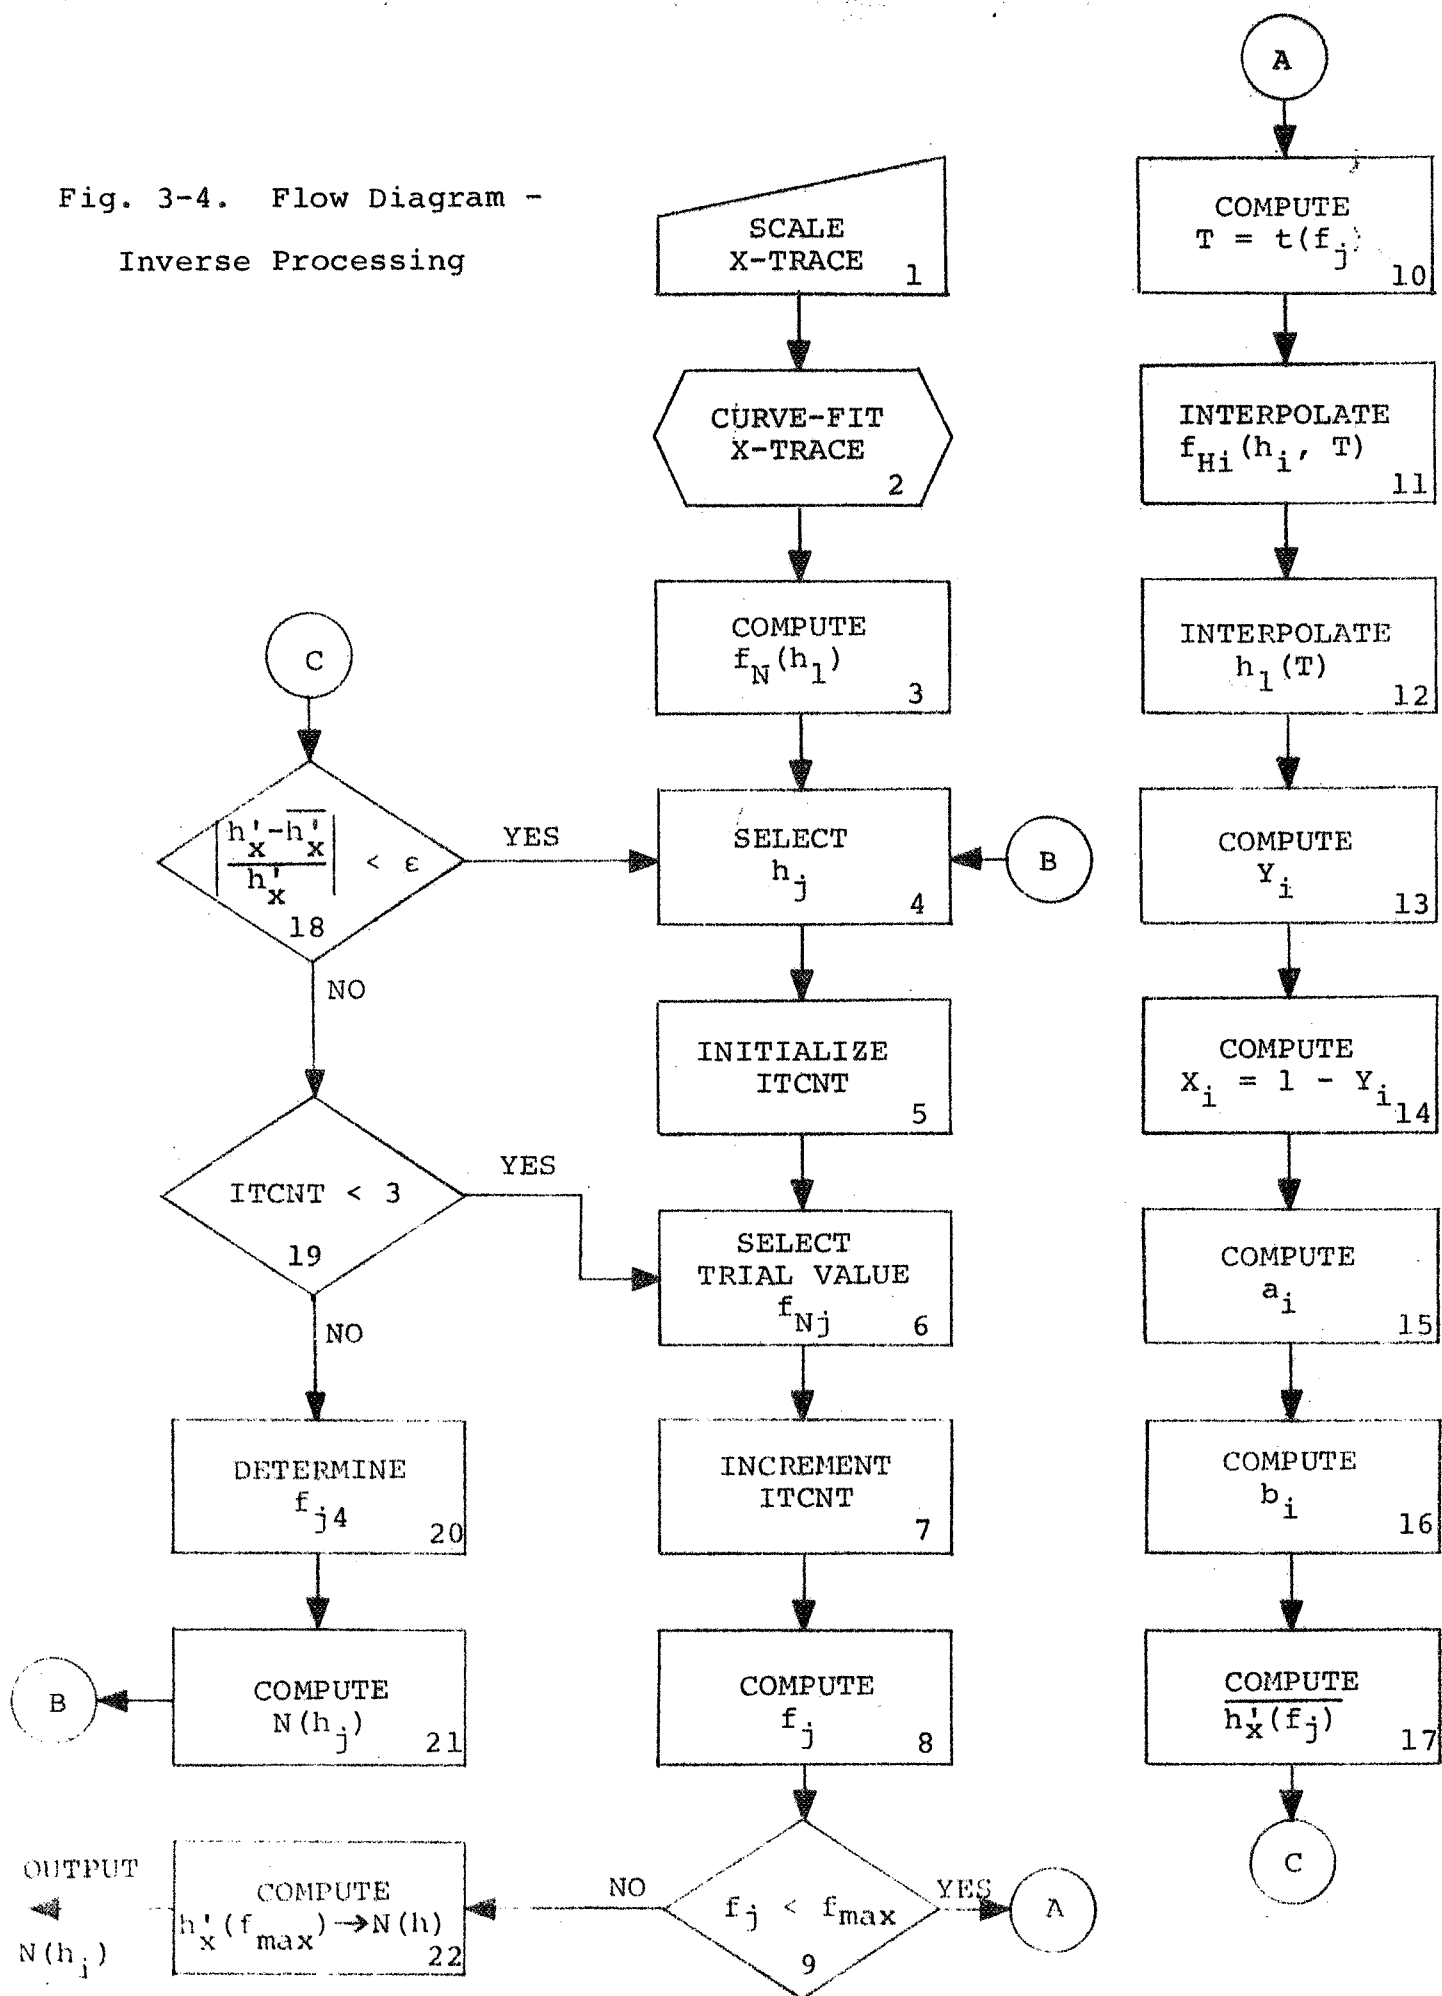 Fig. 3-4. Flow Diagram -
Inverse Processing
SCALE
X-TRACE
1
CURVE-FIT
X-TRACE
2
COMPUTE
f_N(h_1)
3
SELECT
h_j
4
B
INITIALIZE
ITCNT
5
SELECT
TRIAL VALUE
f_Nj
6
INCREMENT
ITCNT
7
COMPUTE
f_j
8
f_j < f_max
9
YES
A
NO
COMPUTE
h'_x(f_max)→N(h)
22
OUTPUT
N(h_j)
A
COMPUTE
T = t(f_j)
10
INTERPOLATE
f_Hi(h_i, T)
11
INTERPOLATE
h_1(T)
12
COMPUTE
Y_i
13
COMPUTE
X_i = 1 - Y_i
14
COMPUTE
a_i
15
COMPUTE
b_i
16
COMPUTE
h̅'_x(f_j)
17
C
C
|h'_x-h̅'_x|
h'_x
< ε
18
YES
NO
ITCNT < 3
19
YES
NO
DETERMINE
f_j4
20
COMPUTE
N(h_j)
21
B